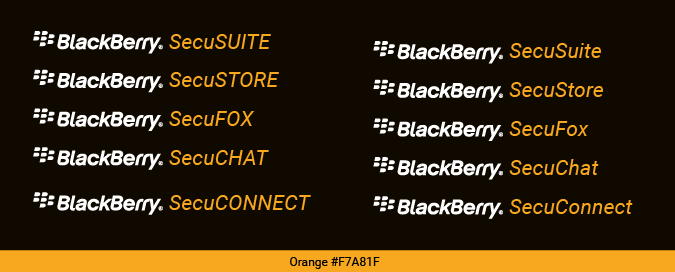 BlackBerry. SecuSUITE
BlackBerry. SecuSTORE
BlackBerry. SecuFOX
BlackBerry. SecuCHAT
BlackBerry. SecuCONNECT
BlackBerry. SecuSuite
BlackBerry. SecuStore
BlackBerry. SecuFox
BlackBerry. SecuChat
BlackBerry. SecuConnect
Orange #F7A81F